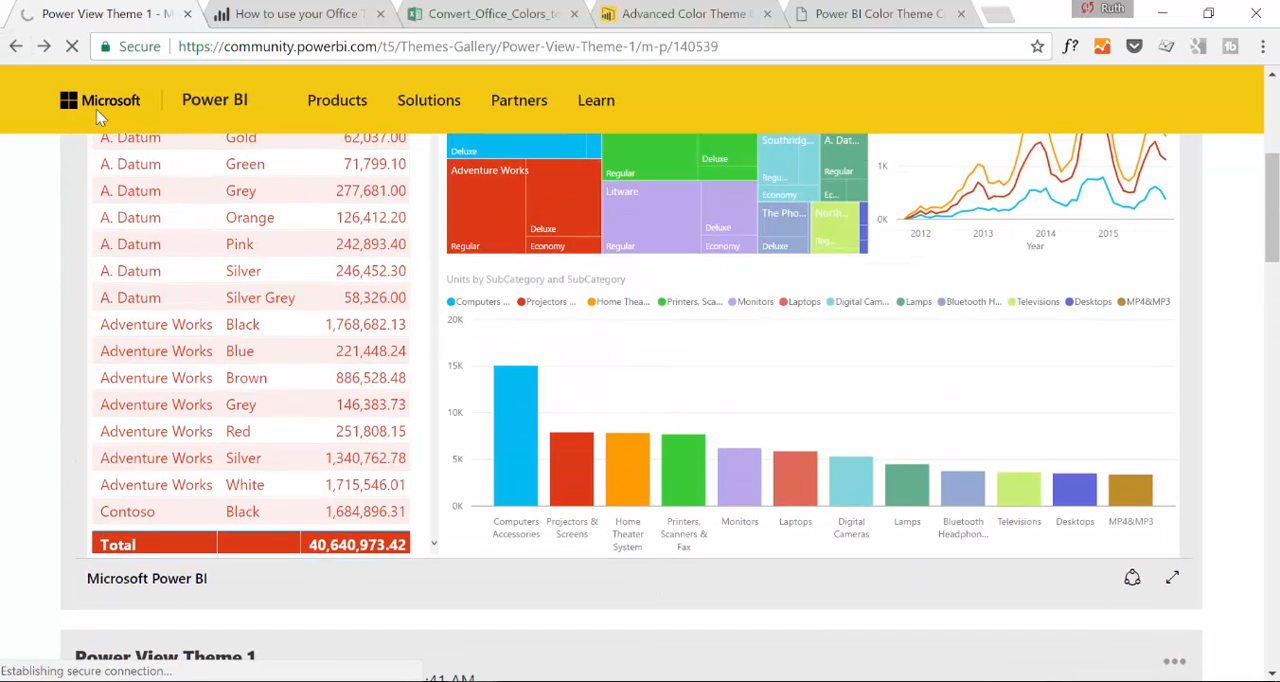 Power View Theme 1 - M
How to use your Office T
Convert_Office_Colors_to
Advanced Color Theme
Power BI Color Theme C
Ruth
Secure
https://community.powerbi.com/t5/Themes-Gallery/Power-View-Theme-1/m-p/140539
f?
Microsoft
Power BI
Products
Solutions
Partners
Learn
A. Datum Gold 62,037.00
A. Datum Green 71,799.10
A. Datum Grey 277,681.00
A. Datum Orange 126,412.20
A. Datum Pink 242,893.40
A. Datum Silver 246,452.30
A. Datum Silver Grey 58,326.00
Adventure Works Black 1,768,682.13
Adventure Works Blue 221,448.24
Adventure Works Brown 886,528.48
Adventure Works Grey 146,383.73
Adventure Works Red 251,808.15
Adventure Works Silver 1,340,762.78
Adventure Works White 1,715,546.01
Contoso Black 1,684,896.31
Total 40,640,973.42
Deluxe
Adventure Works
Deluxe
Regular
Economy
Deluxe
Regular
Litware
Deluxe
Regular
Economy
Southridg...
Regu...
Economy
A. Dat...
Regular
Ec...
The Pho...
Deluxe
North...
Reg...
1K
0K
2012 2013 2014 2015
Year
Units by SubCategory and SubCategory
Computers ... Projectors ... Home Thea... Printers, Sca... Monitors Laptops Digital Cam... Lamps Bluetooth H... Televisions Desktops MP4&MP3
20K
15K
10K
5K
0K
Computers Accessories
Projectors & Screens
Home Theater System
Printers, Scanners & Fax
Monitors
Laptops
Digital Cameras
Lamps
Bluetooth Headphon...
Televisions
Desktops
MP4&MP3
Microsoft Power BI
Power View Theme 1
Establishing secure connection...
:41 AM